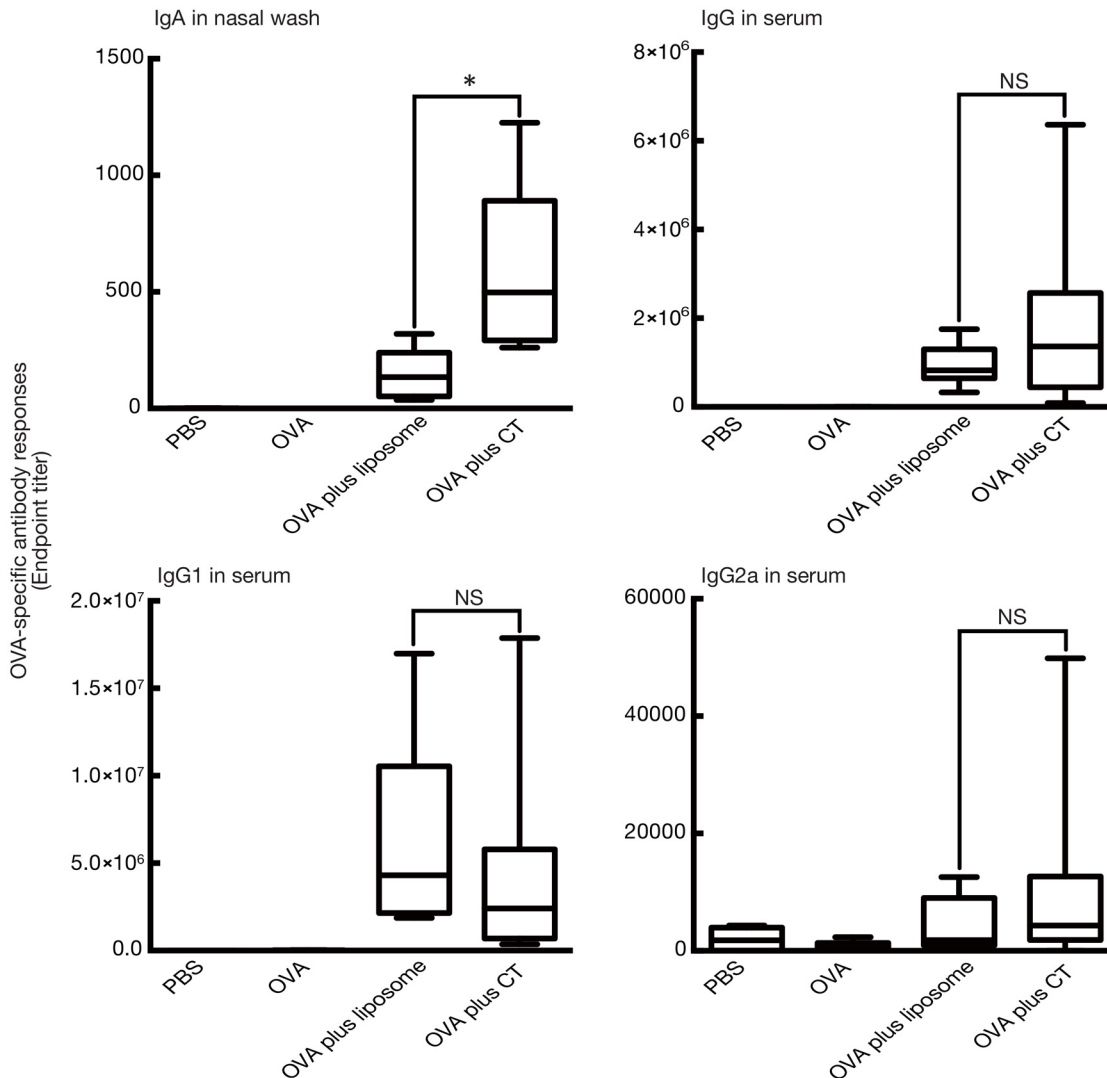 IgA in nasal wash
1500
1000
500
0
*
PBS
OVA
OVA plus liposome
OVA plus CT
IgG in serum
8×10⁶
6×10⁶
4×10⁶
2×10⁶
0
NS
PBS
OVA
OVA plus liposome
OVA plus CT
OVA-specific antibody responses
(Endpoint titer)
IgG1 in serum
2.0×10⁷
1.5×10⁷
1.0×10⁷
5.0×10⁶
0.0
NS
PBS
OVA
OVA plus liposome
OVA plus CT
IgG2a in serum
60000
40000
20000
0
NS
PBS
OVA
OVA plus liposome
OVA plus CT